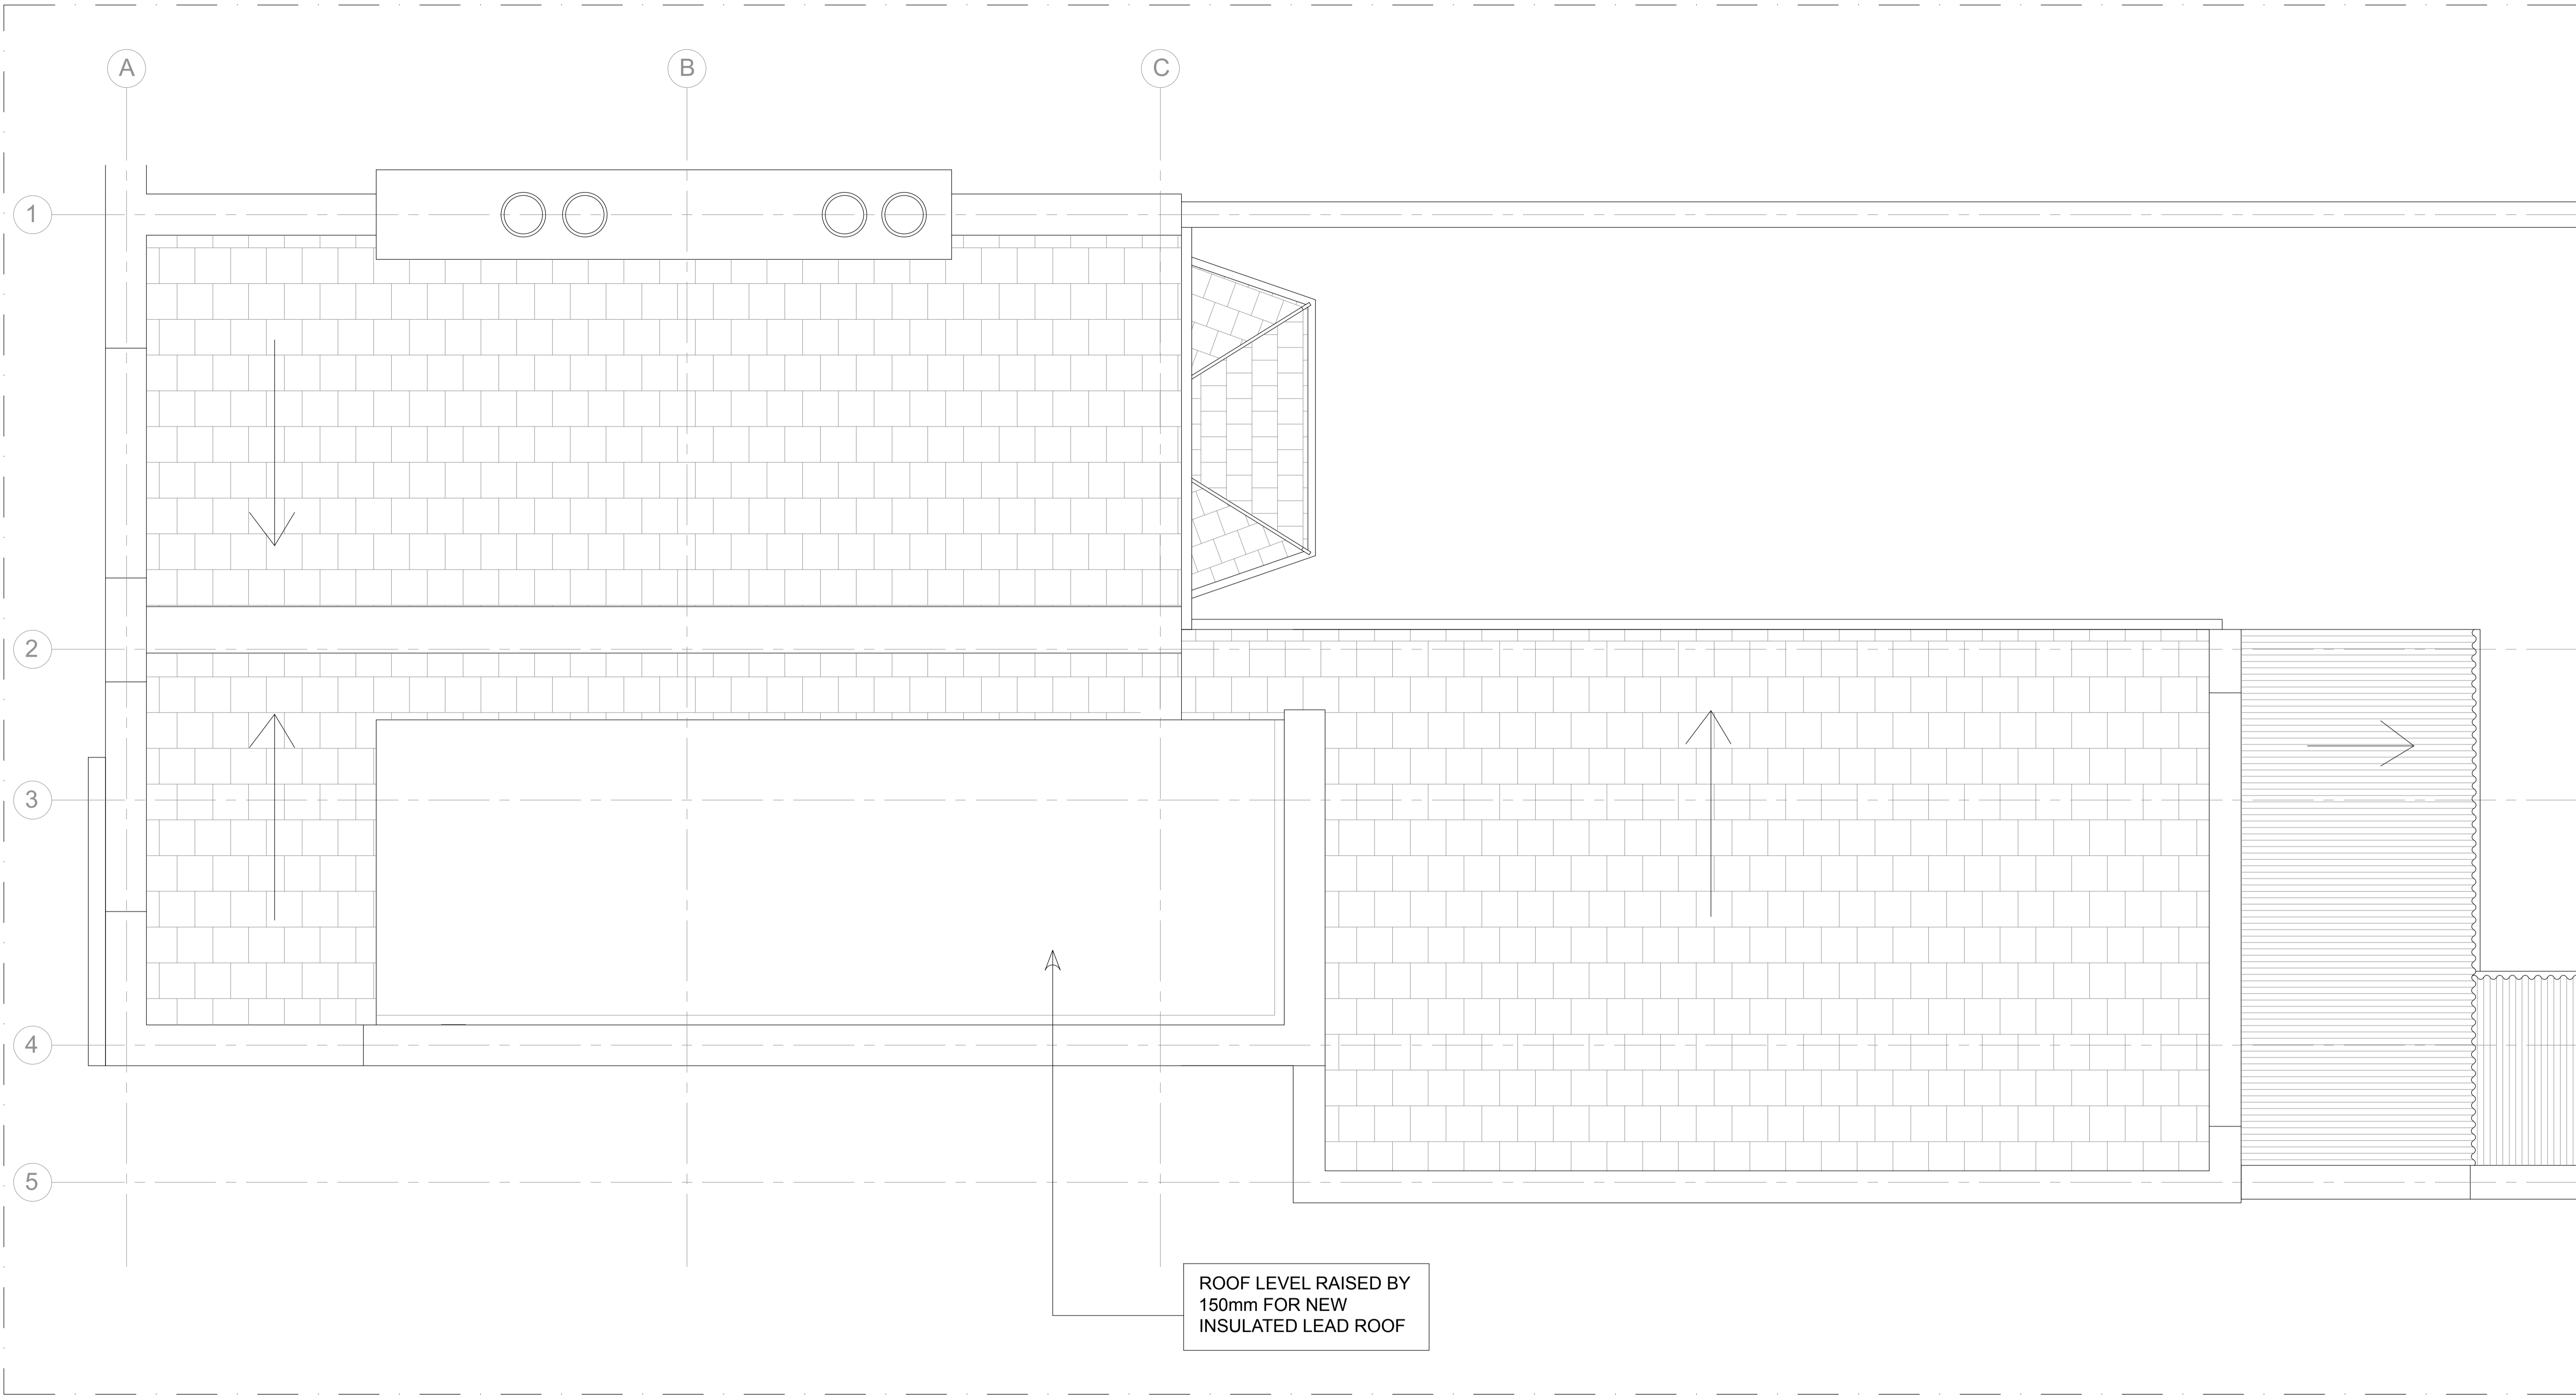 A
B
C
1
2
3
4
5
ROOF LEVEL RAISED BY
150mm FOR NEW
INSULATED LEAD ROOF